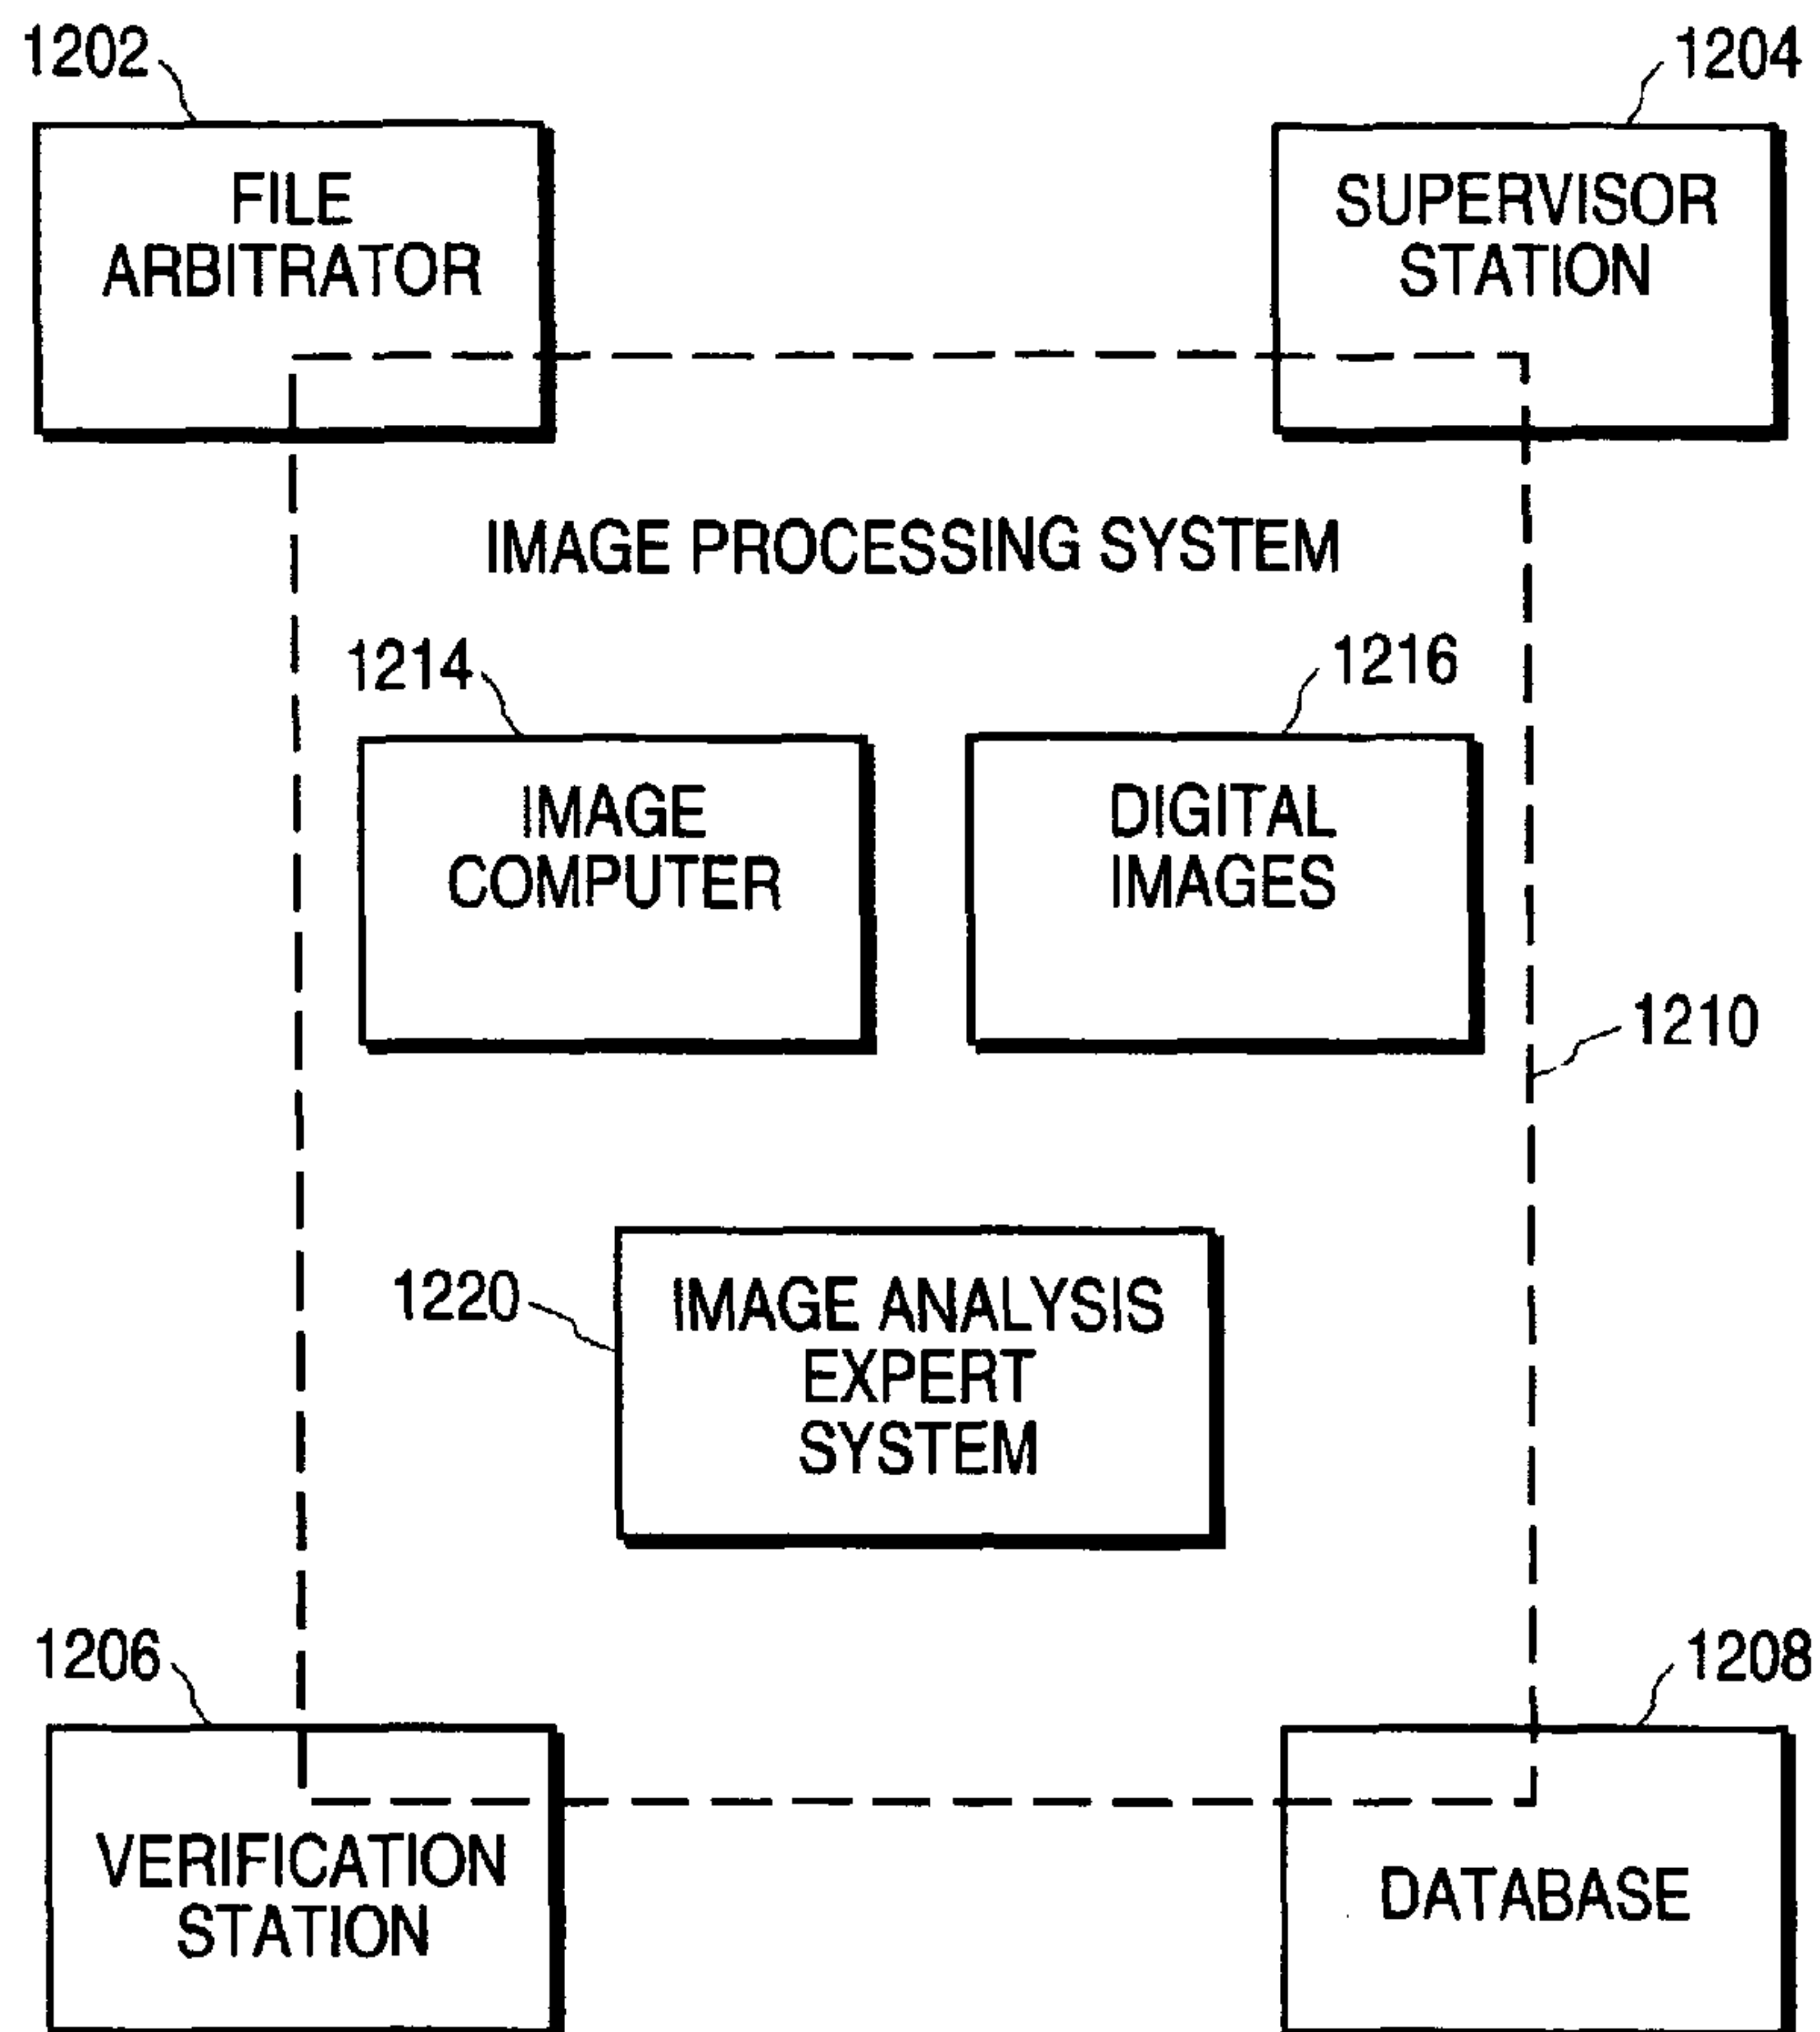 1202
1204
FILE
ARBITRATOR
SUPERVISOR
STATION
IMAGE PROCESSING SYSTEM
1214
1216
IMAGE
COMPUTER
DIGITAL
IMAGES
1210
1220
IMAGE ANALYSIS
EXPERT
SYSTEM
1206
1208
VERIFICATION
STATION
DATABASE